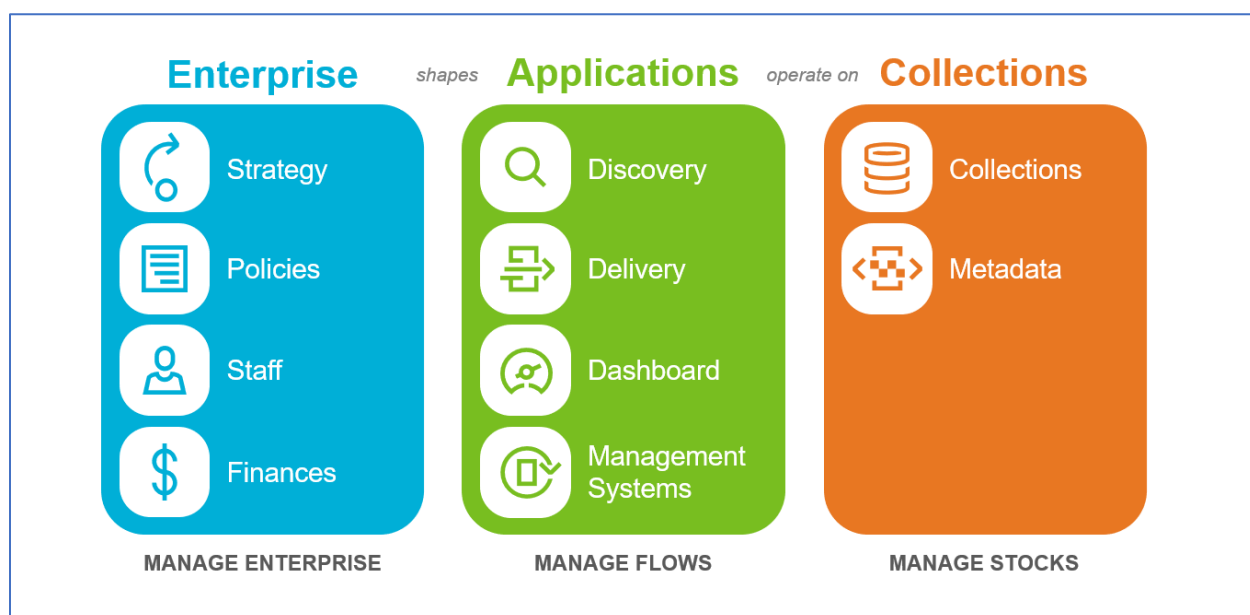 Enterprise shapes Applications operate on Collections
Strategy
Policies
Staff
Finances
Discovery
Delivery
Dashboard
Management
Systems
Collections
Metadata
MANAGE ENTERPRISE
MANAGE FLOWS
MANAGE STOCKS